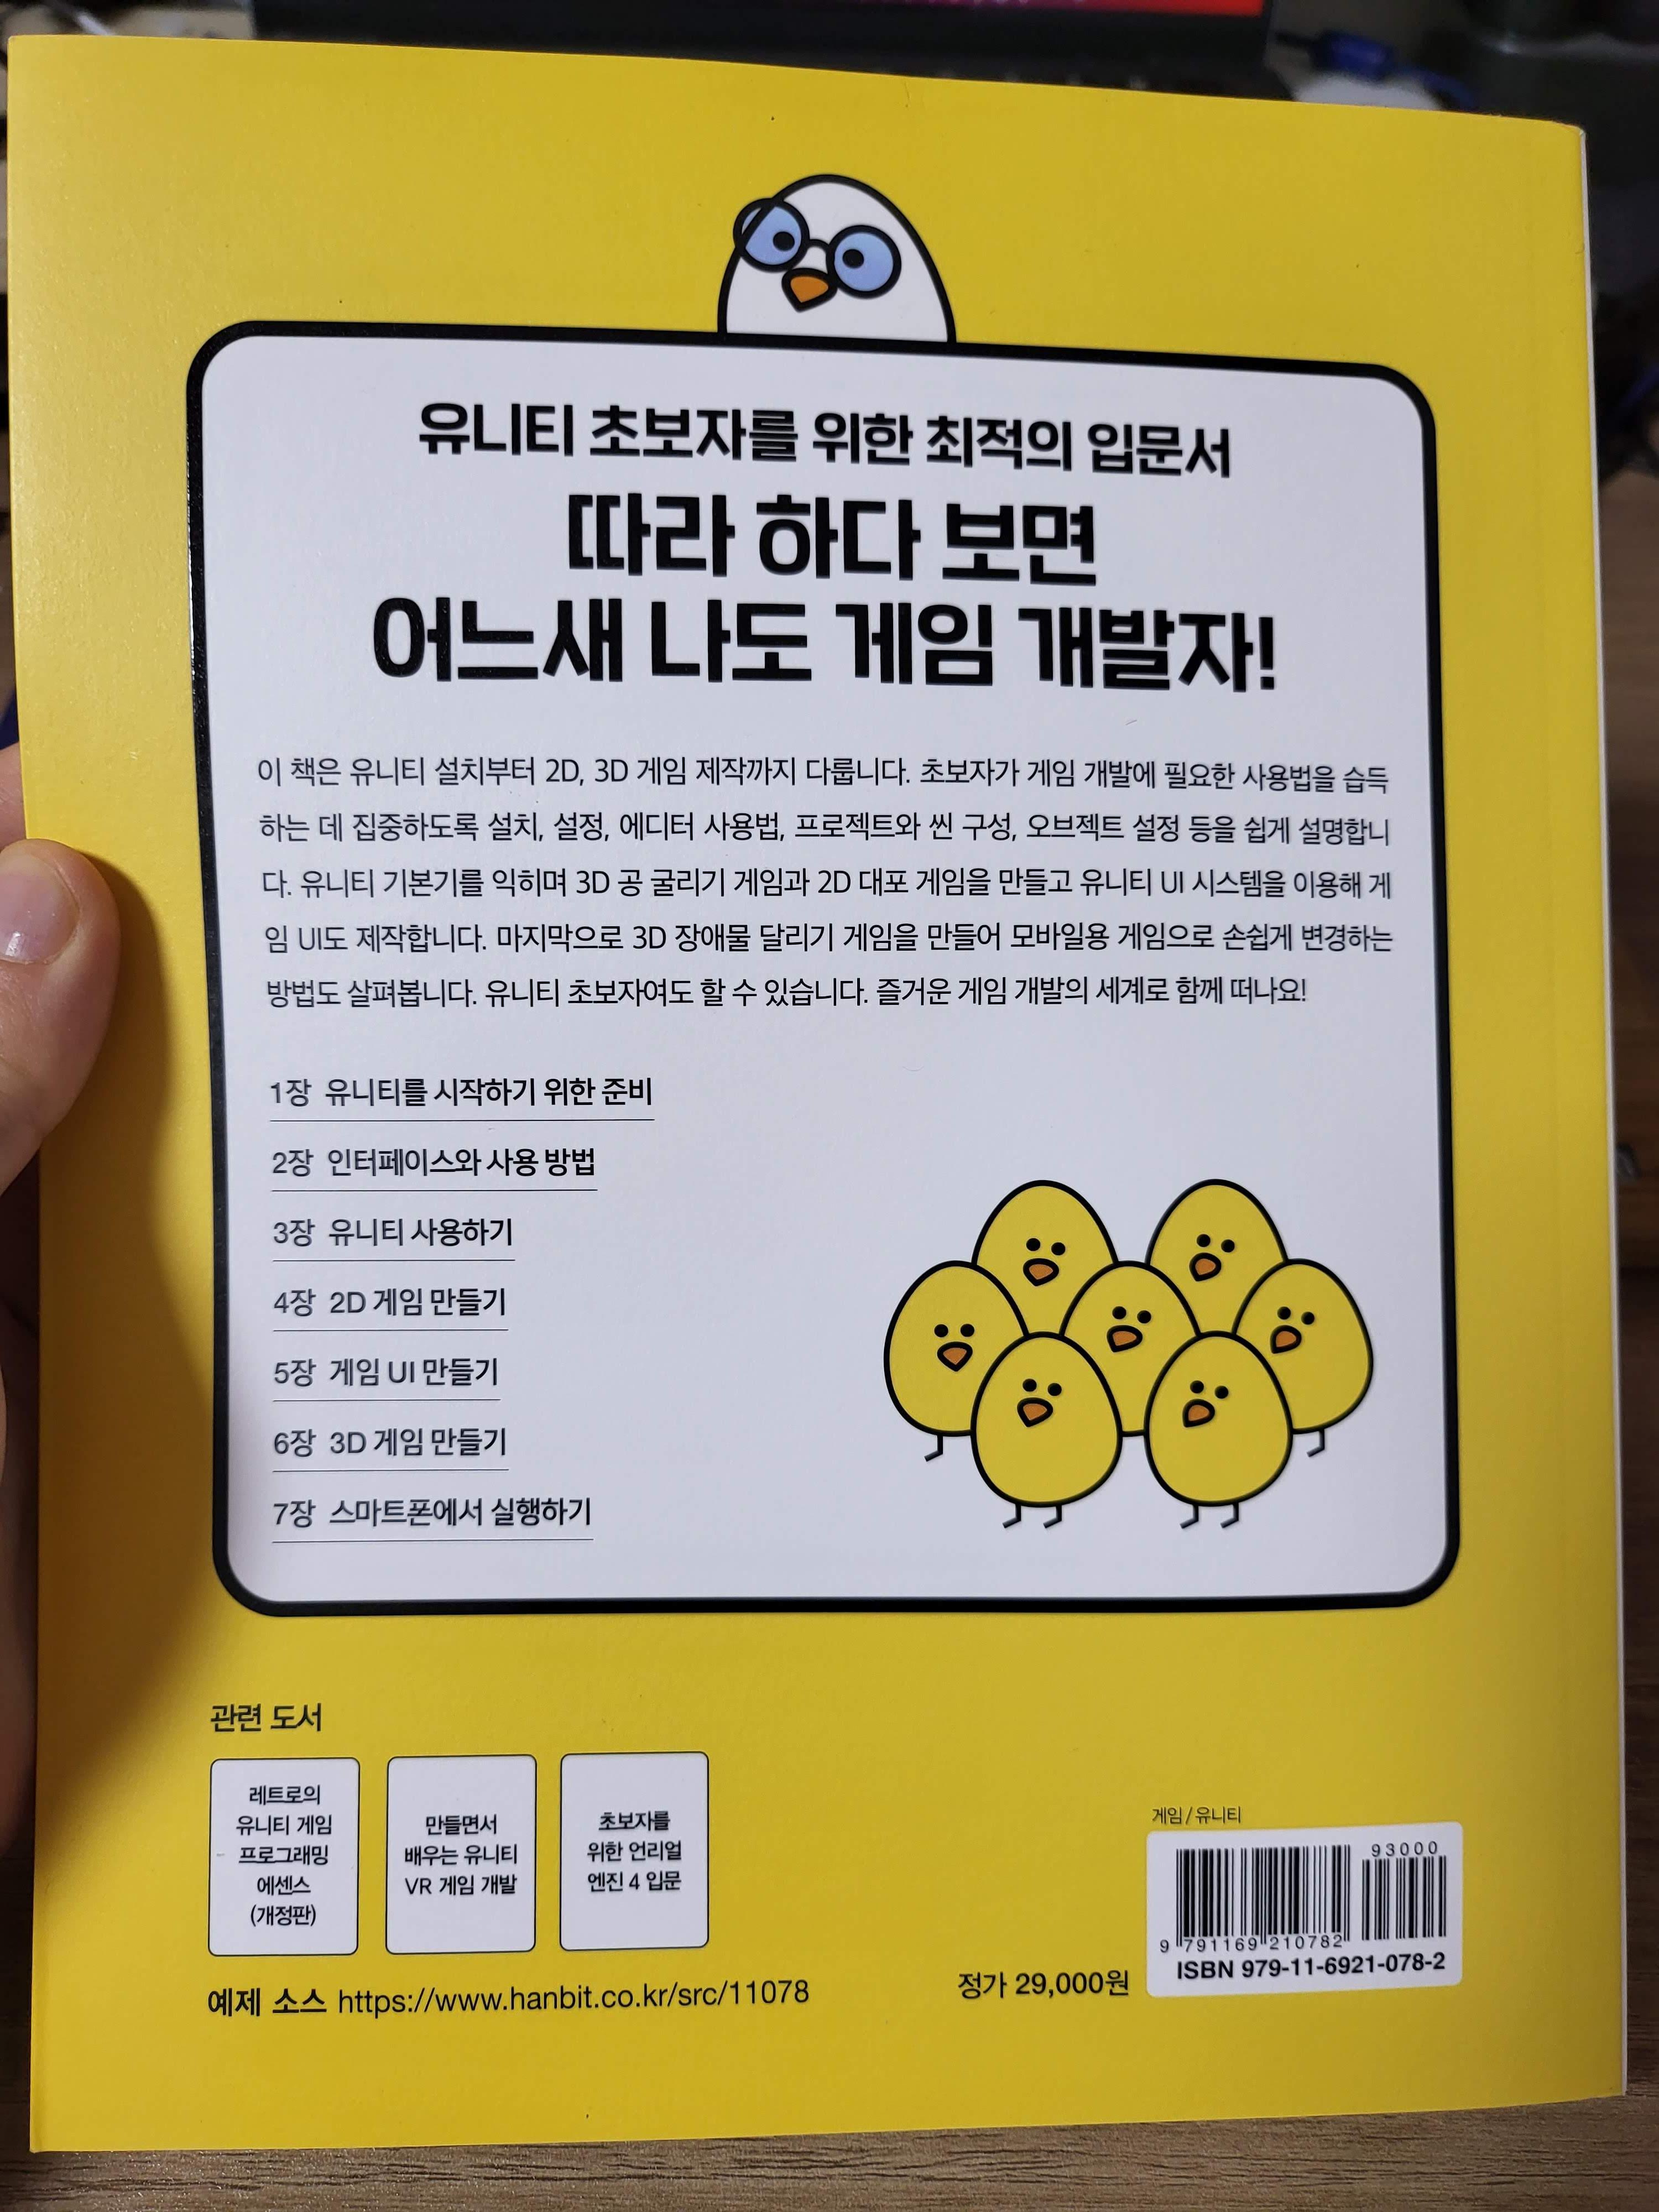 유니티 초보자를 위한 최적의 입문서
따라 하다 보면
어느새 나도 게임 개발자!
이 책은 유니티 설치부터 2D, 3D 게임 제작까지 다룹니다. 초보자가 게임 개발에 필요한 사용법을 습득
하는 데 집중하도록 설치, 설정, 에디터 사용법, 프로젝트와 씬 구성, 오브젝트 설정 등을 쉽게 설명합니
다. 유니티 기본기를 익히며 3D 공 굴리기 게임과 2D 대포 게임을 만들고 유니티 UI 시스템을 이용해 게
임 UI도 제작합니다. 마지막으로 3D 장애물 달리기 게임을 만들어 모바일용 게임으로 손쉽게 변경하는
방법도 살펴봅니다. 유니티 초보자여도 할 수 있습니다. 즐거운 게임 개발의 세계로 함께 떠나요!
1장 유니티를 시작하기 위한 준비
2장 인터페이스와 사용 방법
3장 유니티 사용하기
4장 2D 게임 만들기
5장 게임 UI 만들기
6장 3D 게임 만들기
7장 스마트폰에서 실행하기
관련 도서
레트로의
유니티 게임
프로그래밍
에센스
(개정판)
만들면서
배우는 유니티
VR 게임 개발
초보자를
위한 언리얼
엔진 4 입문
예제 소스 https://www.hanbit.co.kr/src/11078
정가 29,000원
게임 / 유니티
93000
9 791169 210782
ISBN 979-11-6921-078-2